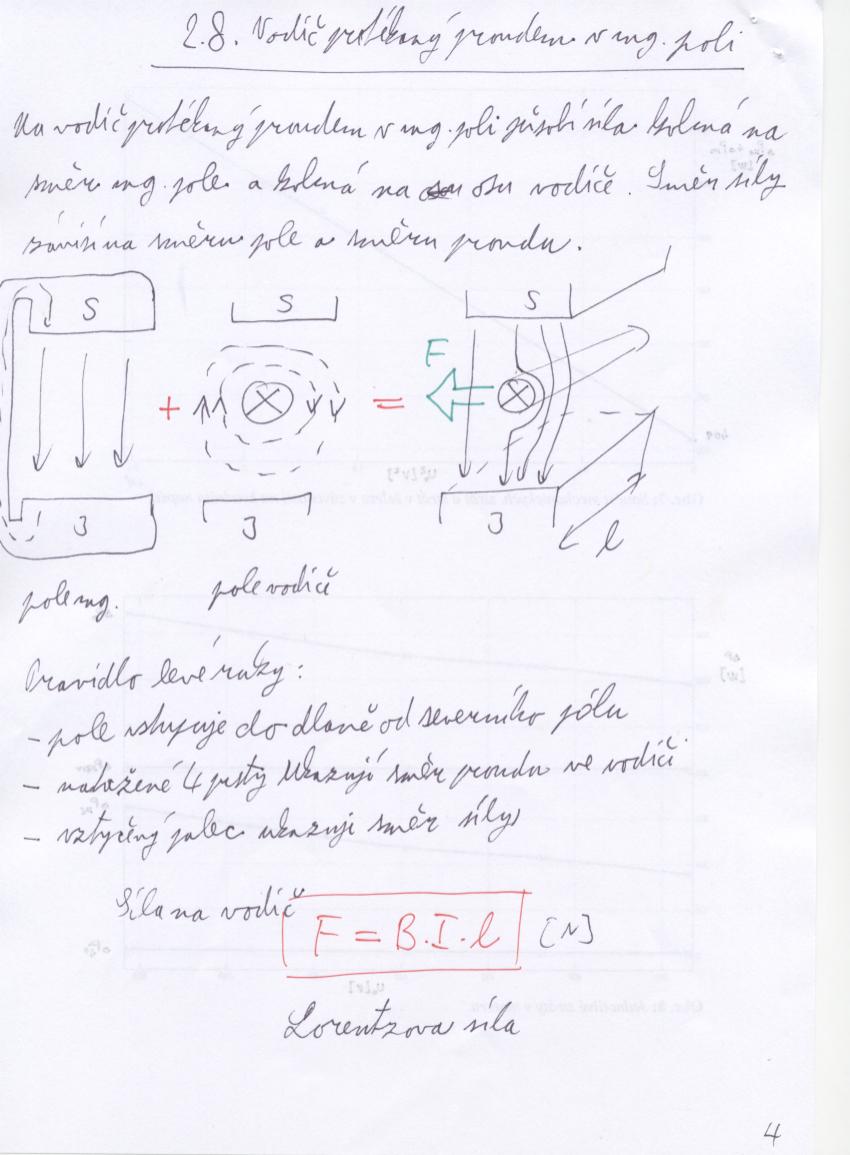 2.8. Vodič protékaný proudem v mg. poli
Na vodič protékaný proudem v mg. poli působí síla kolmá na
směr mg. pole a kolmá na osu vodiče. Směr síly
závisí na směru pole a směru proudu.
S S S
F
+ =
J J J
l
pole mg. pole vodič
Pravidlo levé ruky:
- pole vstupuje do dlaně od severního pólu
- natažené 4 prsty ukazují směr proudu ve vodiči
- vztyčený palec ukazuje směr síly
Síla na vodič F = B.I.l [N]
Lorentzova síla
4